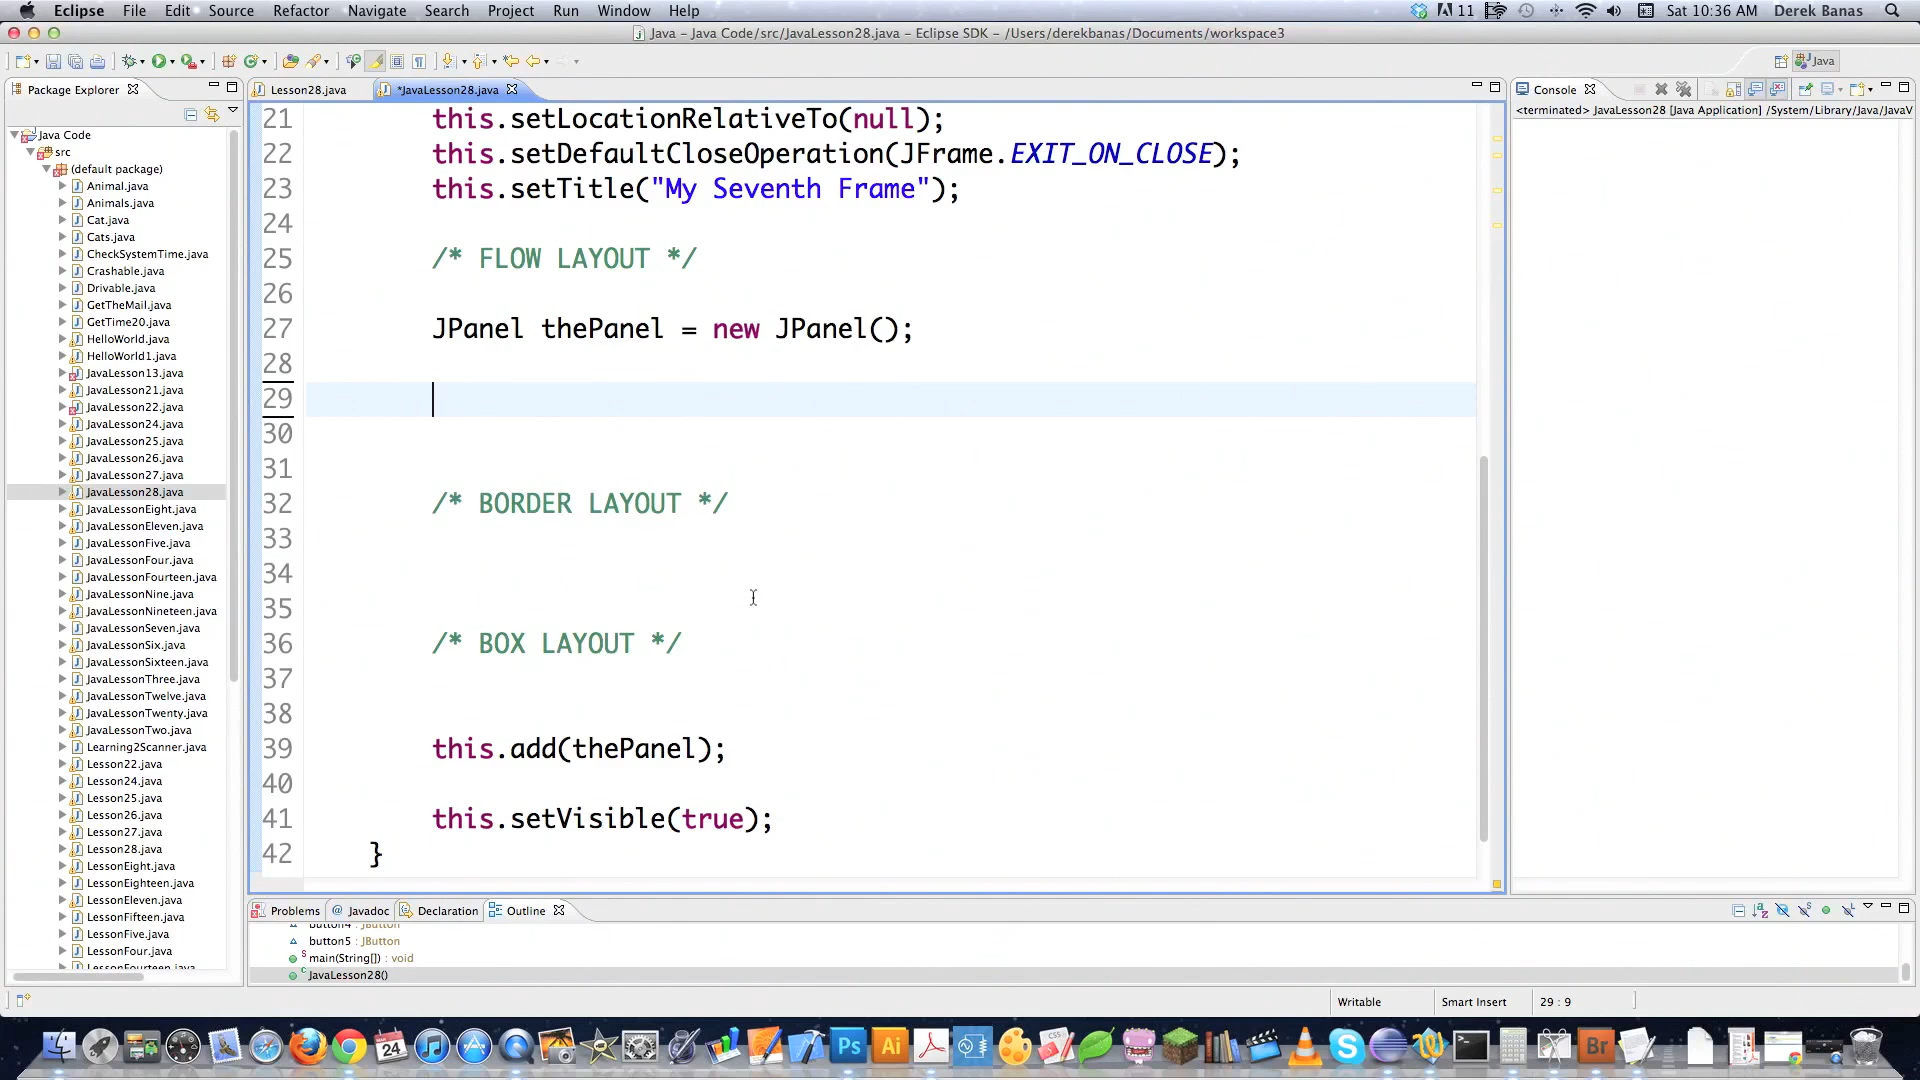 Eclipse File Edit Source Refactor Navigate Search Project Run Window Help 11 Sat 10:36 AM Derek Banas
Java – Java Code/src/JavaLesson28.java – Eclipse SDK – /Users/derekbanas/Documents/workspace3
Java
Package Explorer
Java Code
src
(default package)
Animal.java
Animals.java
Cat.java
Cats.java
CheckSystemTime.java
Crashable.java
Drivable.java
GetTheMail.java
GetTime20.java
HelloWorld.java
HelloWorld1.java
JavaLesson13.java
JavaLesson21.java
JavaLesson22.java
JavaLesson24.java
JavaLesson25.java
JavaLesson26.java
JavaLesson27.java
JavaLesson28.java
JavaLessonEight.java
JavaLessonEleven.java
JavaLessonFive.java
JavaLessonFour.java
JavaLessonFourteen.java
JavaLessonNine.java
JavaLessonNineteen.java
JavaLessonSeven.java
JavaLessonSix.java
JavaLessonSixteen.java
JavaLessonThree.java
JavaLessonTwelve.java
JavaLessonTwenty.java
JavaLessonTwo.java
Learning2Scanner.java
Lesson22.java
Lesson24.java
Lesson25.java
Lesson26.java
Lesson27.java
Lesson28.java
LessonEight.java
LessonEighteen.java
LessonEleven.java
LessonFifteen.java
LessonFive.java
LessonFour.java
LessonFourteen.java
Lesson28.java *JavaLesson28.java
21 this.setLocationRelativeTo(null);
22 this.setDefaultCloseOperation(JFrame.EXIT_ON_CLOSE);
23 this.setTitle("My Seventh Frame");
24
25 /* FLOW LAYOUT */
26
27 JPanel thePanel = new JPanel();
28
29
30
31
32 /* BORDER LAYOUT */
33
34
35
36 /* BOX LAYOUT */
37
38
39 this.add(thePanel);
40
41 this.setVisible(true);
42 }
Console
<terminated> JavaLesson28 [Java Application] /System/Library/Java/JavaV
Problems @ Javadoc Declaration Outline
button4 : JButton
button5 : JButton
main(String[]) : void
JavaLesson28()
Writable Smart Insert 29 : 9
24 Ps Ai Br